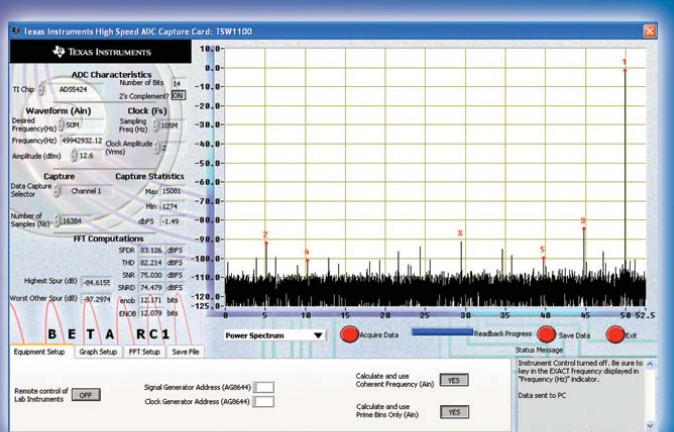 Texas Instruments High Speed ADC Capture Card: TSW1100
TEXAS INSTRUMENTS
ADC Characteristics
Number of Bits 14
TI Chip ADS5424
2's Complement? ON
Waveform (Ain)
Clock (Fs)
Desired Frequency(Hz) 50M
Sampling Freq (Hz) 105M
Frequency(Hz) 49942932.12
Clock Amplitude (Vrms) 2
Amplitude (dBm) 12.6
Capture
Capture Statistics
Data Capture Selector Channel 1
Max 15081
Min 1274
Number of Samples (Ns) 16384
dbFS -1.49
FFT Computations
SFDR 83.126 dBFS
THD 82.214 dBFS
SNR 75.030 dBFS
Highest Spur (dB) -84.6155
SNRD 74.479 dBFS
Worst Other Spur (dB) -97.2974
enob 12.171 bits
ENOB 12.079 bits
BETA RC1
10.0
0.0
-10.0
-20.0
-30.0
-40.0
-50.0
-60.0
-70.0
-80.0
-90.0
-100.0
-110.0
-120.0
-125.0
1
2
4
X
5
3
0 5 10 15 20 25 30 35 40 45 50 52.5
Power Spectrum
Acquire Data
Readback Progress
Save Data
Exit
Equipment Setup
Graph Setup
FFT Setup
Save File
Status Message
Remote control of Lab Instruments OFF
Signal Generator Address (AG8644)
Clock Generator Address (AG8644)
Calculate and use
Coherent Frequency (Ain)
YES
Calculate and use
Prime Bins Only (Ain)
YES
Instrument Control turned off. Be sure to
key in the EXACT frequency displayed in
"Frequency (Hz)" indicator.
Data sent to PC